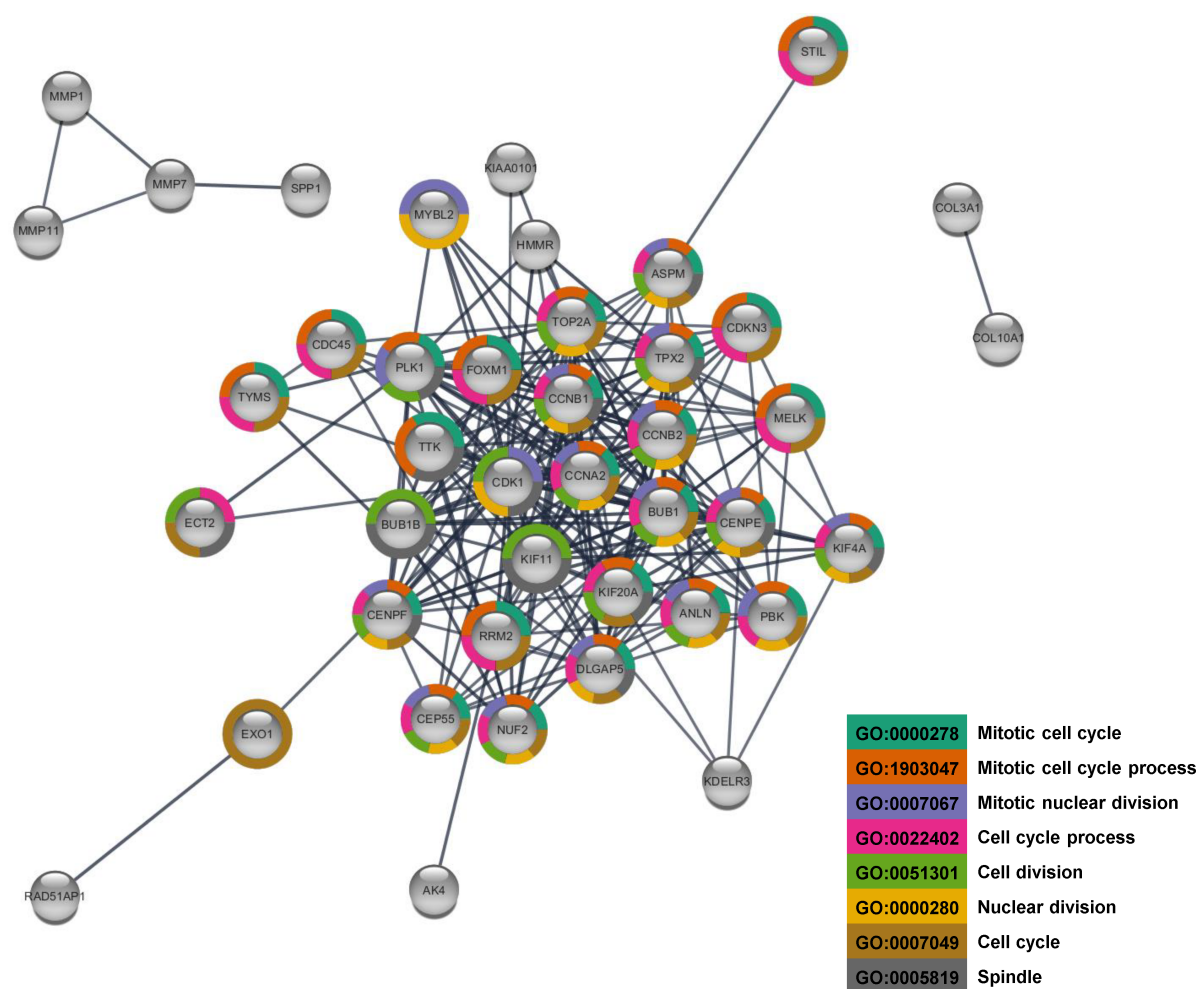 STIL
MMP1
KIAA0101
MMP7
SPP1
COL3A1
MYBL2
MMP11
HMMR
ASPM
TOP2A
CDKN3
COL10A1
CDC45
PLK1
FOXM1
TPX2
TYMS
CCNB1
MELK
TTK
CCNB2
CDK1
CCNA2
ECT2
BUB1B
BUB1
CENPE
KIF4A
KIF11
KIF20A
CENPF
RRM2
ANLN
PBK
DLGAP5
CEP55
NUF2
EXO1
KDELR3
RAD51AP1
AK4
GO:0000278 Mitotic cell cycle
GO:1903047 Mitotic cell cycle process
GO:0007067 Mitotic nuclear division
GO:0022402 Cell cycle process
GO:0051301 Cell division
GO:0000280 Nuclear division
GO:0007049 Cell cycle
GO:0005819 Spindle